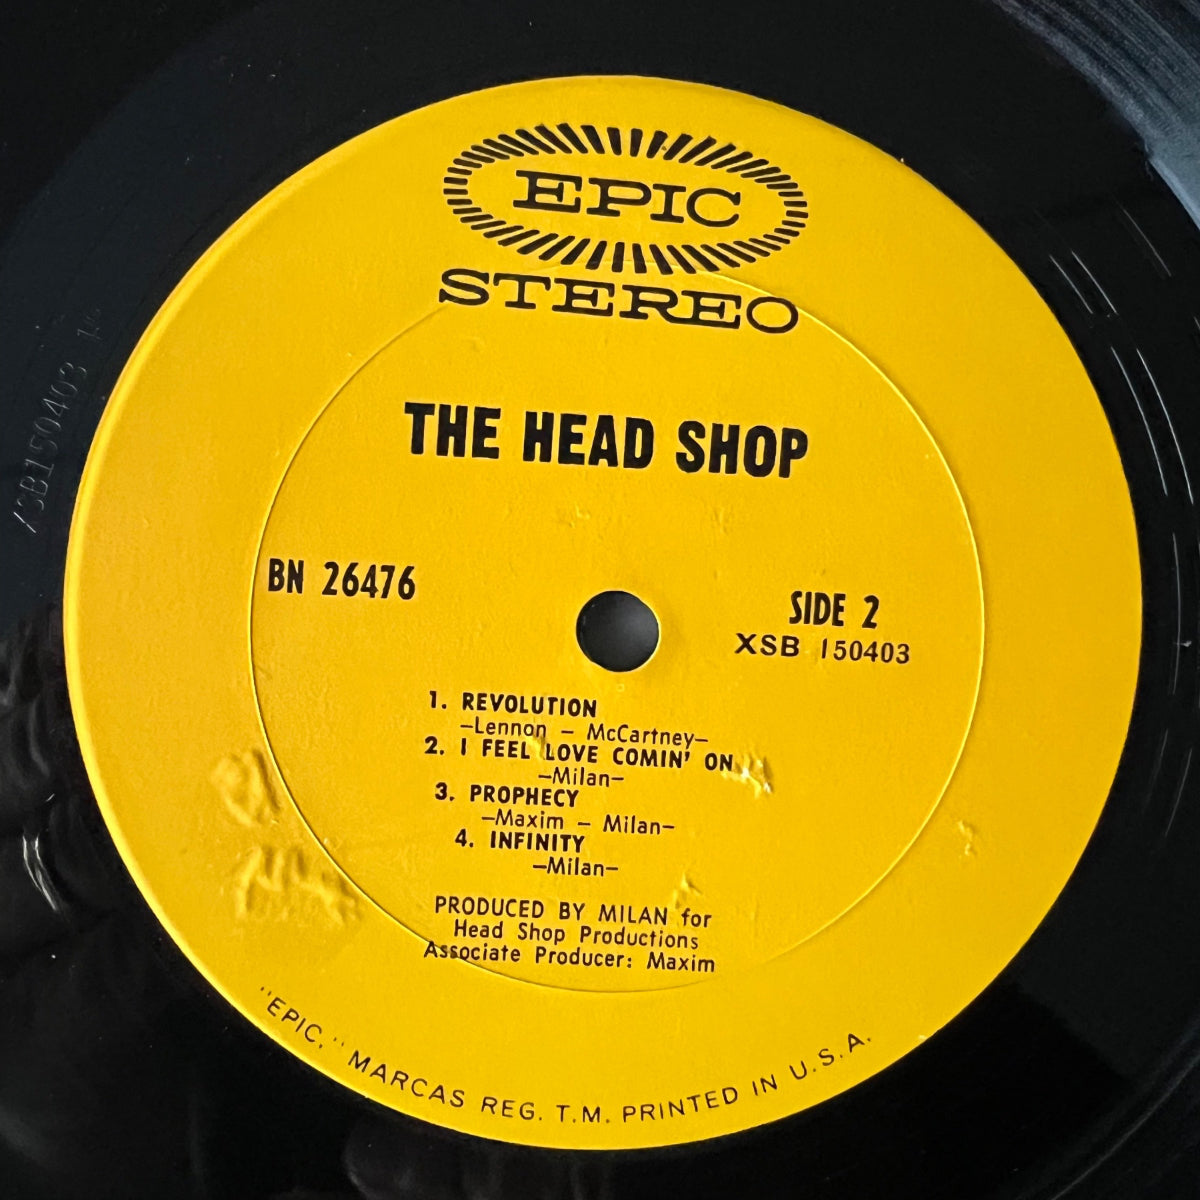 EPIC
STEREO
THE HEAD SHOP
BN 26476
SIDE 2
XSB 150403
1. REVOLUTION
—Lennon — McCartney—
2. I FEEL LOVE COMIN' ON
—Milan—
3. PROPHECY
—Maxim — Milan—
4. INFINITY
—Milan—
PRODUCED BY MILAN for
Head Shop Productions
Associate Producer: Maxim
"EPIC," MARCAS REG. T.M. PRINTED IN U.S.A.
XSB150403